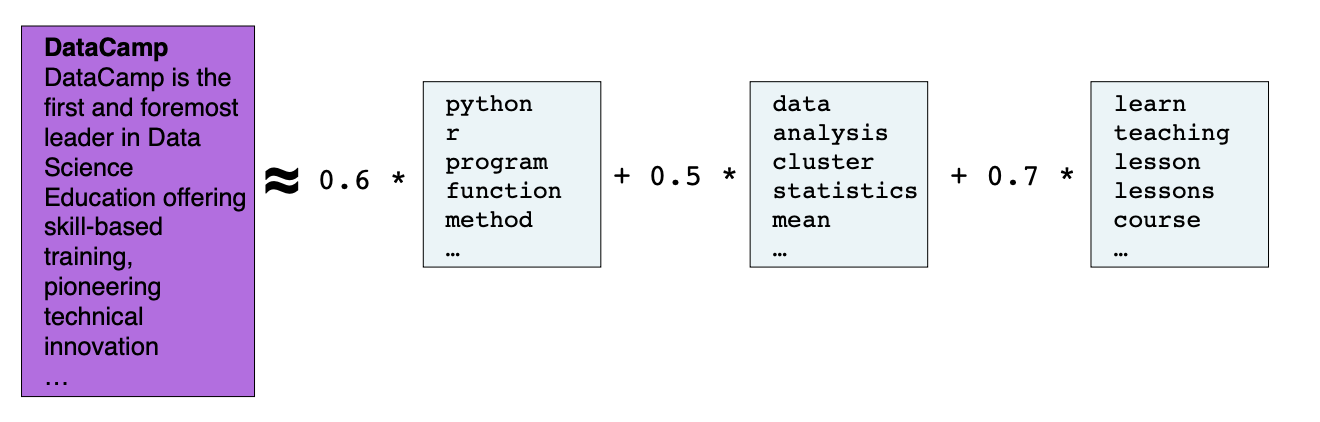 DataCamp
DataCamp is the
first and foremost
leader in Data
Science
Education offering
skill-based
training,
pioneering
technical
innovation
…
≈ 0.6 *
python
r
program
function
method
…
+ 0.5 *
data
analysis
cluster
statistics
mean
…
+ 0.7 *
learn
teaching
lesson
lessons
course
…